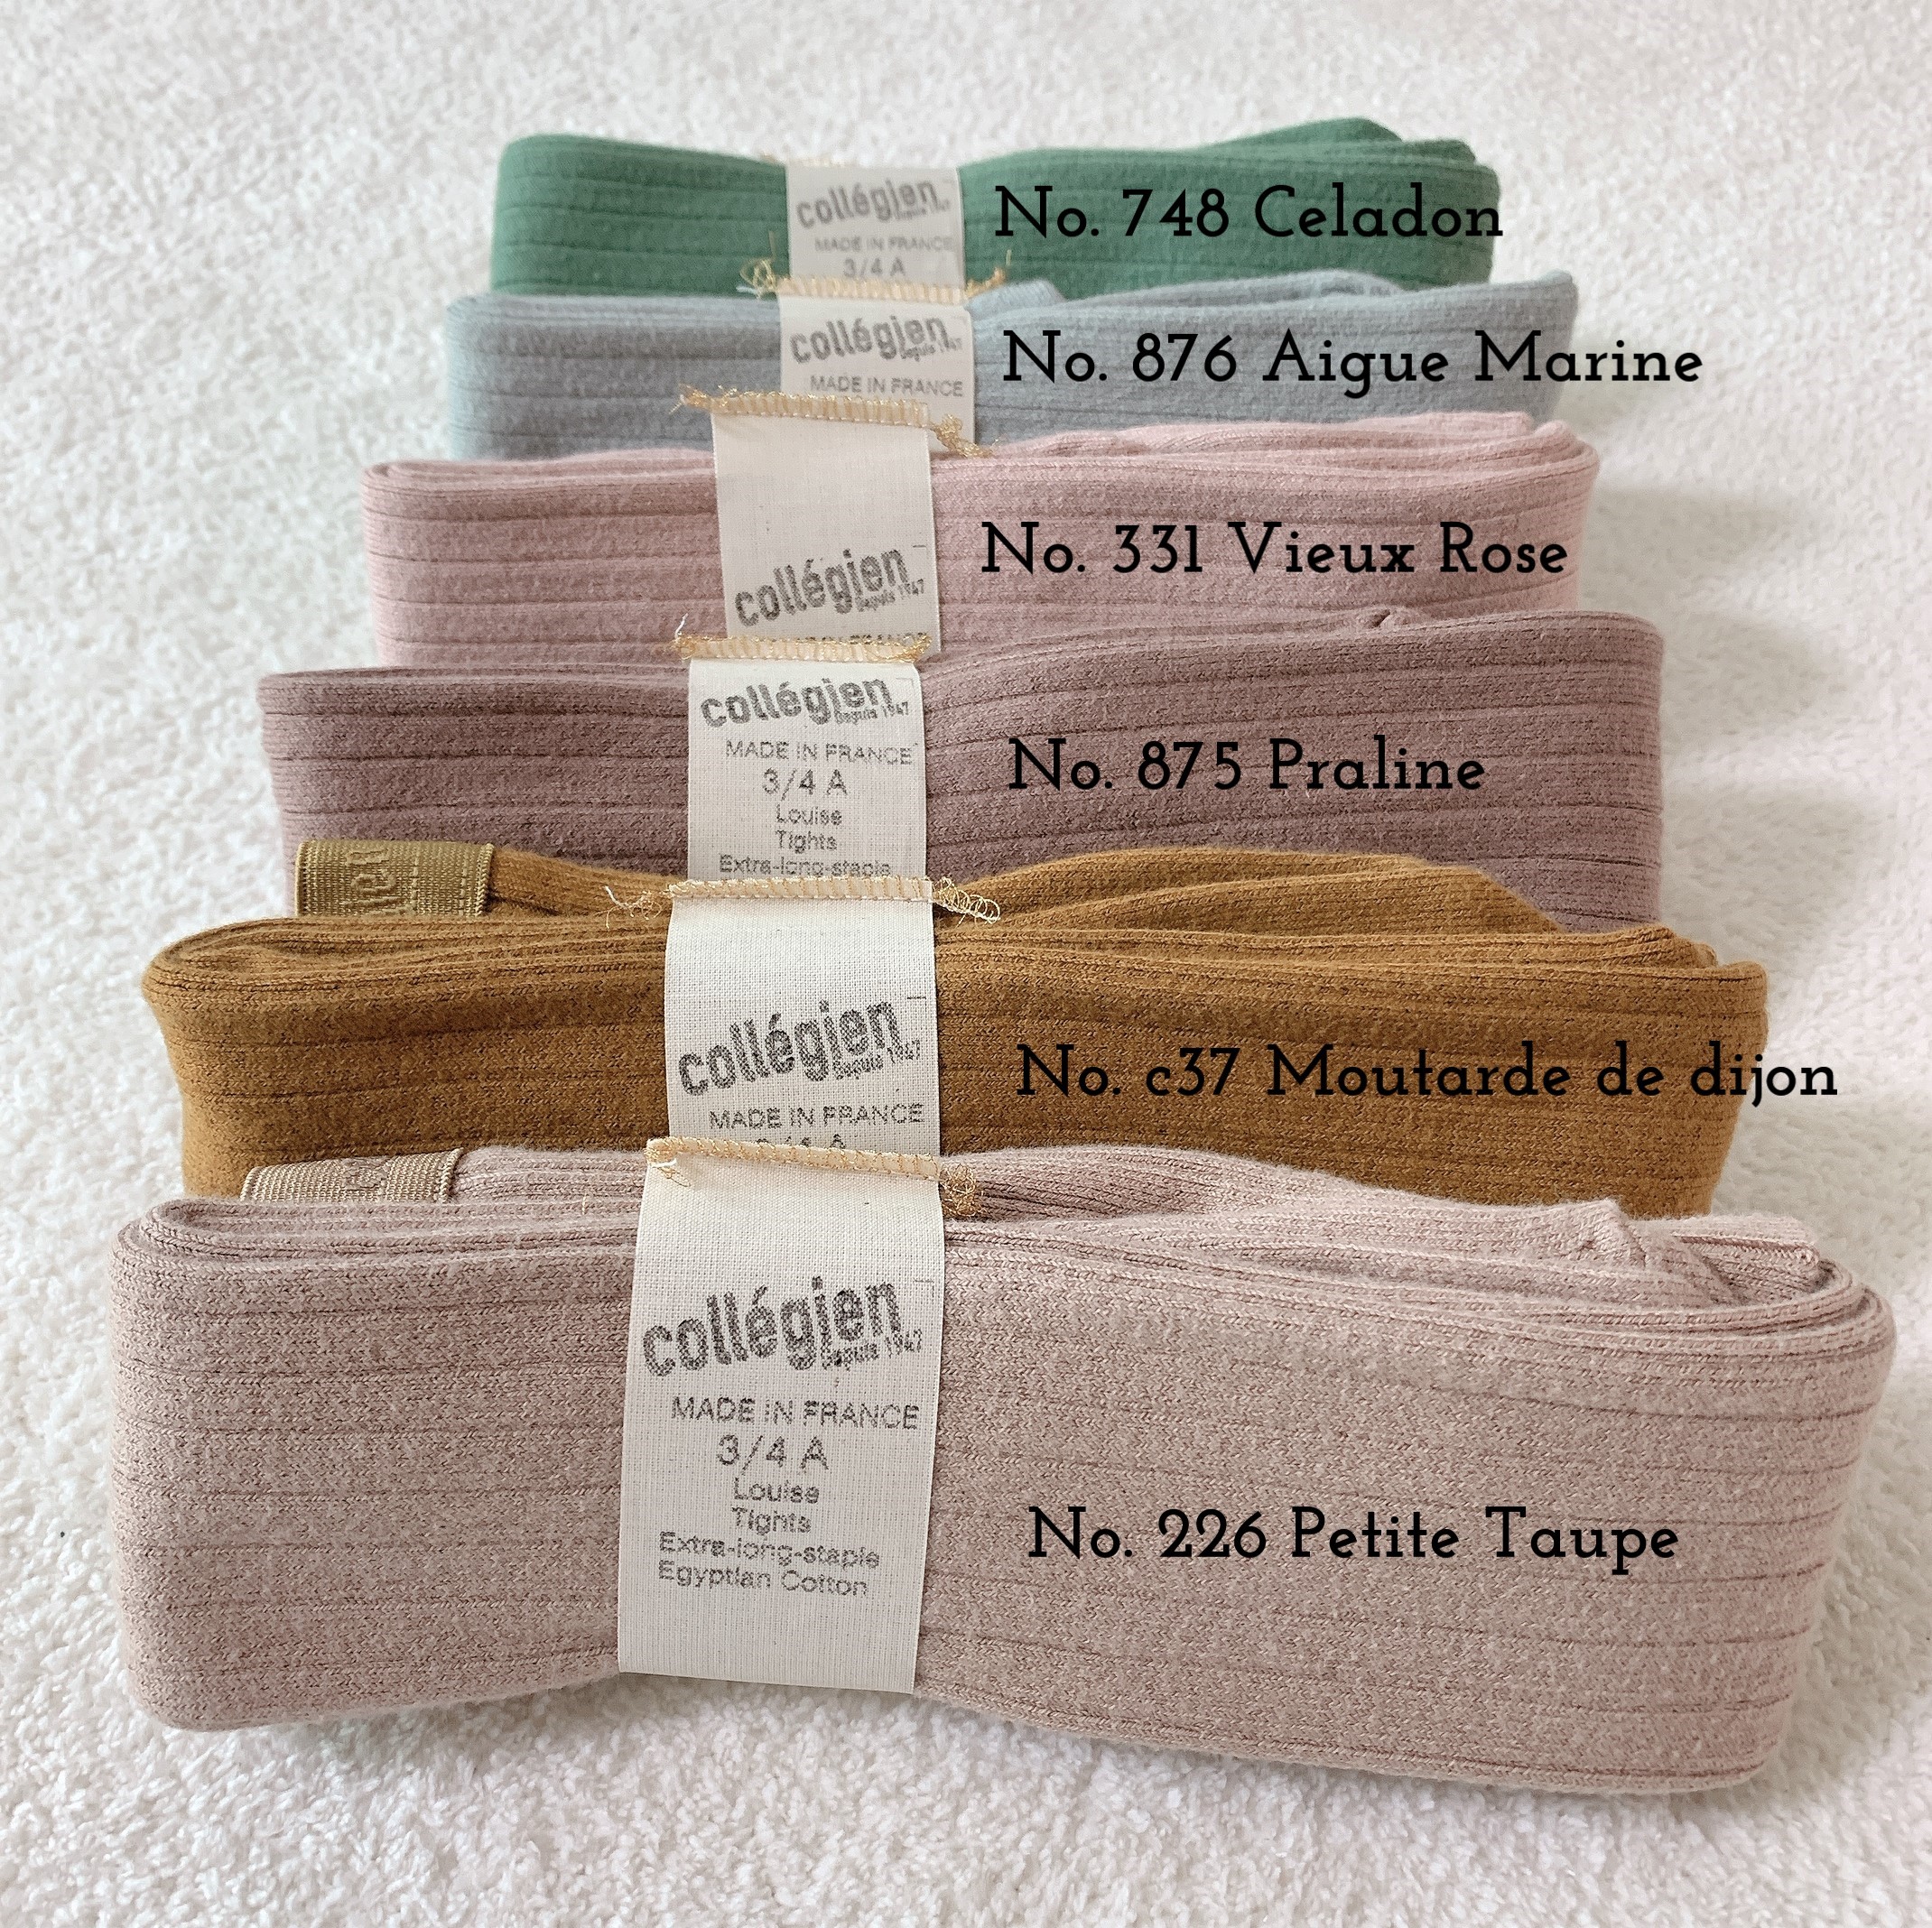 collégien
MADE IN FRANCE
3/4 A
No. 748 Celadon
collégien
Depuis 1947
MADE IN FRANCE
No. 876 Aigue Marine
collégien
Depuis 1947
No. 331 Vieux Rose
collégien
Depuis 1947
MADE IN FRANCE
3/4 A
Louise
Tights
Extra-long-staple
No. 875 Praline
collégien
Depuis 1947
MADE IN FRANCE
No. c37 Moutarde de dijon
collégien
Depuis 1947
MADE IN FRANCE
3/4 A
Louise
Tights
Extra-long-staple
Egyptian Cotton
No. 226 Petite Taupe